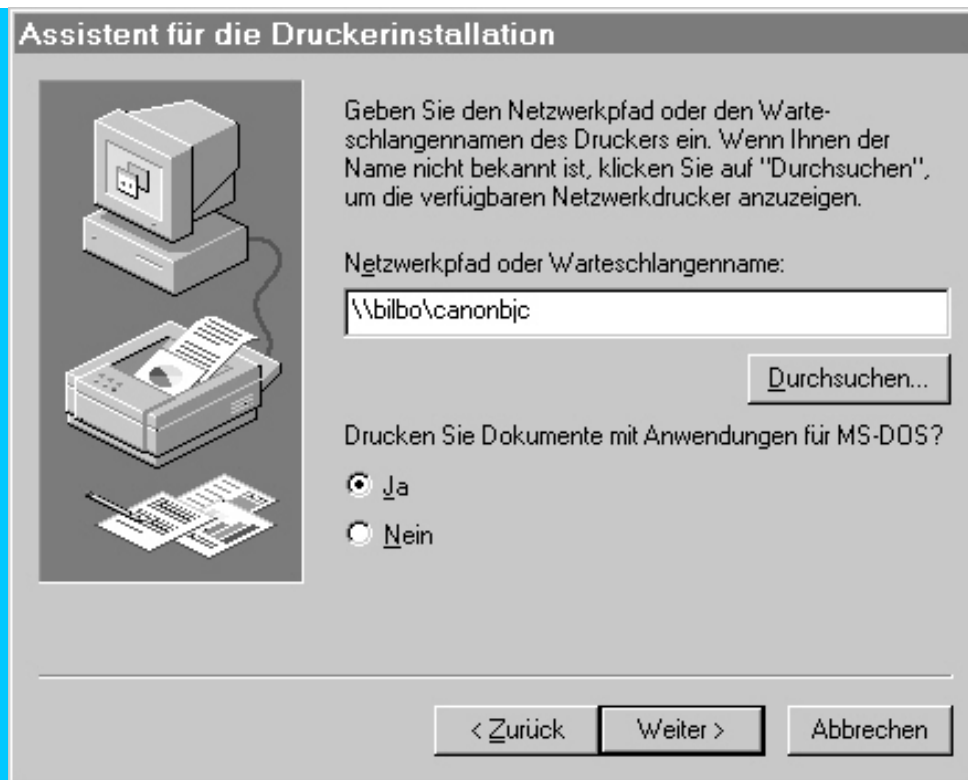 Assistent für die Druckerinstallation
Geben Sie den Netzwerkpfad oder den Warte-
schlangennamen des Druckers ein. Wenn Ihnen der
Name nicht bekannt ist, klicken Sie auf "Durchsuchen",
um die verfügbaren Netzwerkdrucker anzuzeigen.
Netzwerkpfad oder Warteschlangenname:
\\bilbo\canonbjc
Durchsuchen...
Drucken Sie Dokumente mit Anwendungen für MS-DOS?
Ja
Nein
< Zurück Weiter > Abbrechen